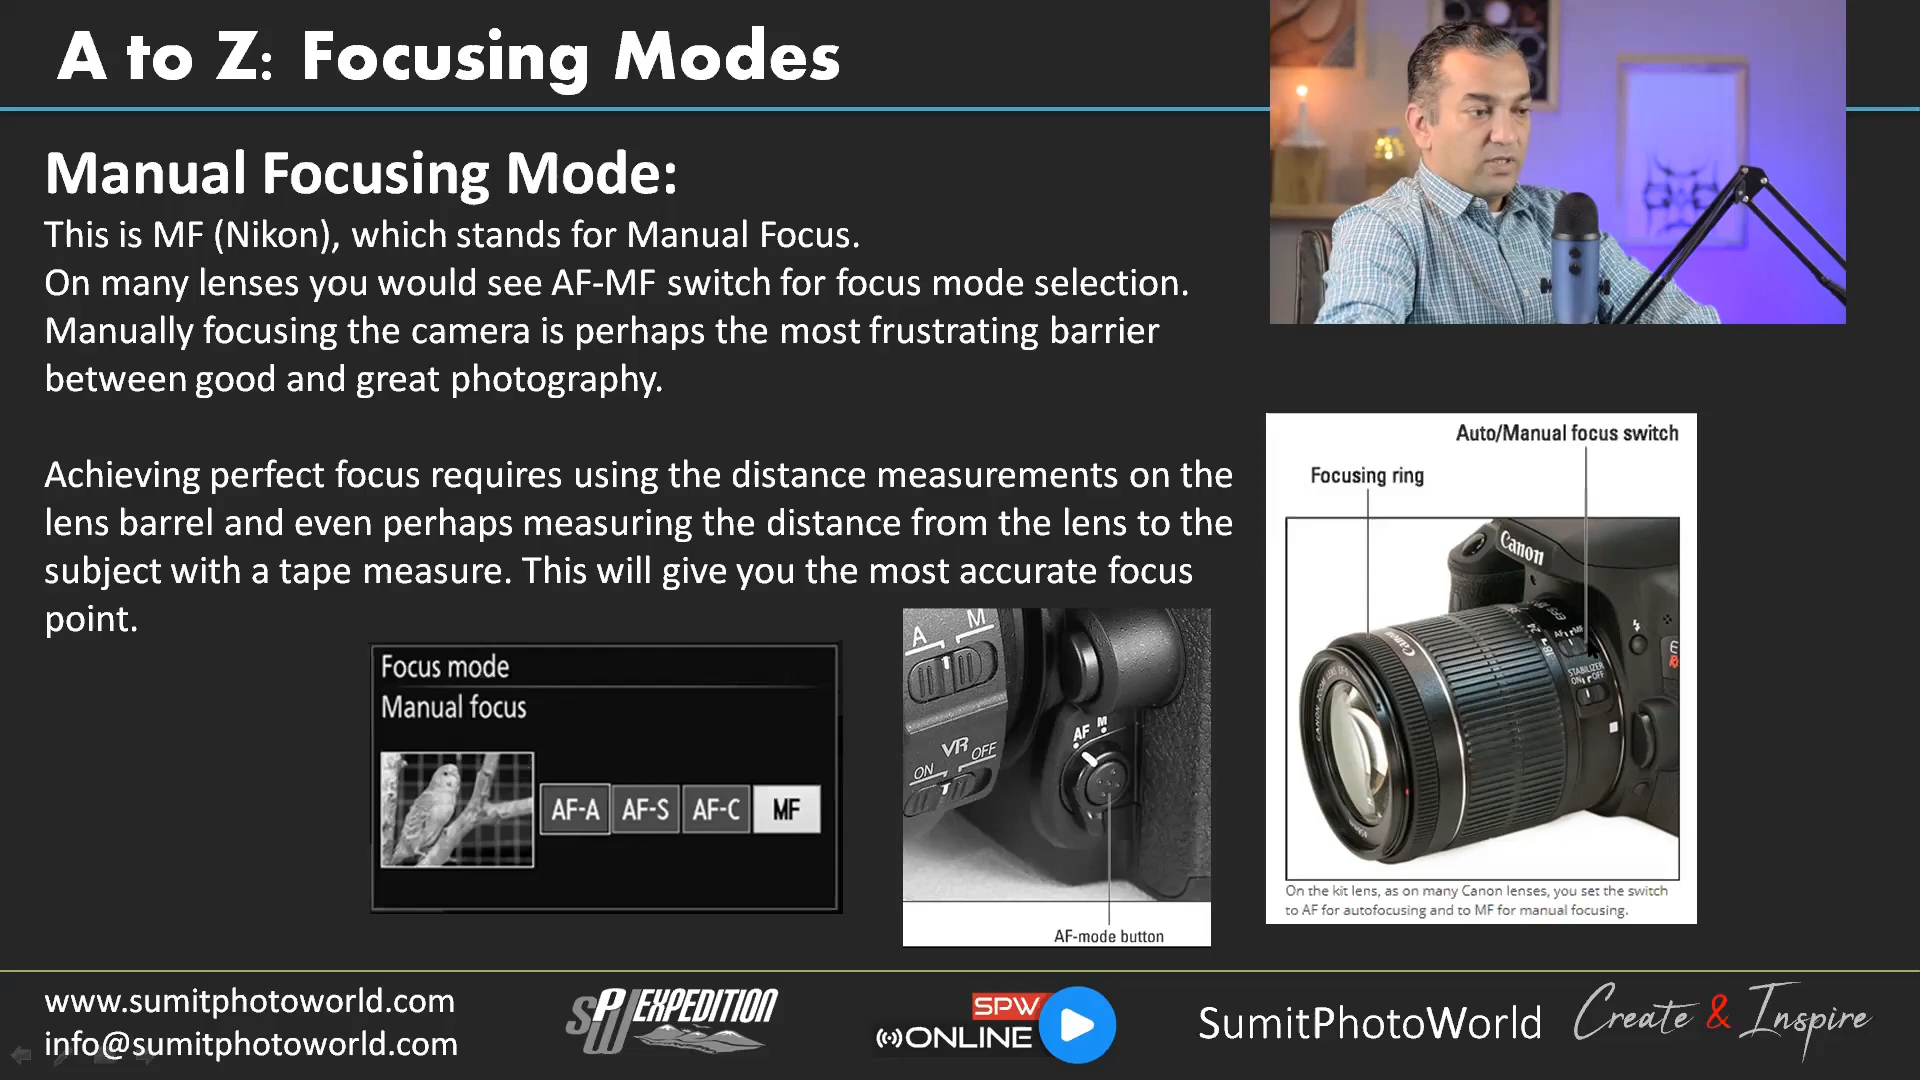 A to Z: Focusing Modes
Manual Focusing Mode:
This is MF (Nikon), which stands for Manual Focus.
On many lenses you would see AF-MF switch for focus mode selection.
Manually focusing the camera is perhaps the most frustrating barrier
between good and great photography.
Achieving perfect focus requires using the distance measurements on the
lens barrel and even perhaps measuring the distance from the lens to the
subject with a tape measure. This will give you the most accurate focus
point.
Focus mode
Manual focus
AF-A AF-S AF-C MF
A M
VR
ON OFF
AF M
AF-mode button
Auto/Manual focus switch
Focusing ring
Canon
Canon
AF MF
STABILIZER
ON OFF
On the kit lens, as on many Canon lenses, you set the switch
to AF for autofocusing and to MF for manual focusing.
www.sumitphotoworld.com
info@sumitphotoworld.com
SPW EXPEDITION
SPW
ONLINE
SumitPhotoWorld
Create & Inspire